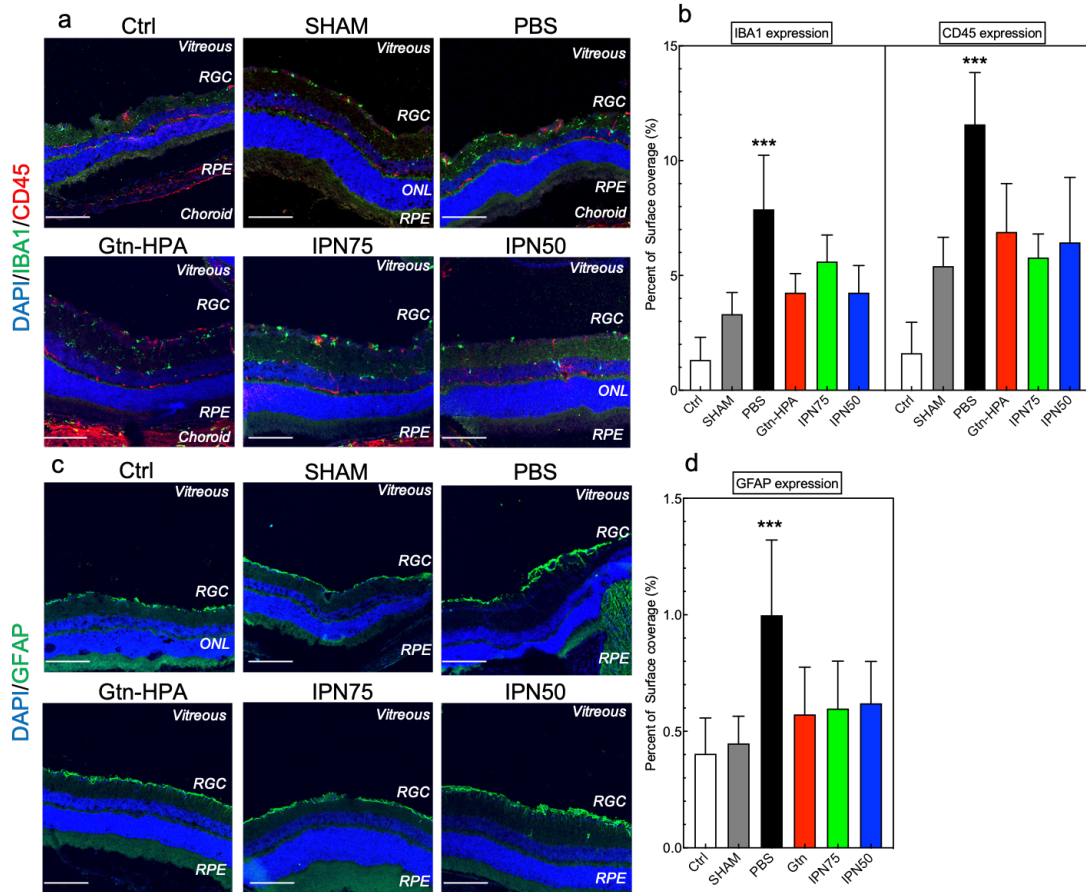 a
Ctrl
SHAM
PBS
Vitreous
RGC
RPE
Choroid
Vitreous
RGC
ONL
RPE
Vitreous
RGC
RPE
Choroid
DAPI/IBA1/CD45
Gtn-HPA
IPN75
IPN50
Vitreous
RGC
RPE
Choroid
Vitreous
RGC
RPE
Vitreous
RGC
ONL
RPE
b
IBA1 expression
CD45 expression
Percent of Surface coverage (%)
15
10
5
0
***
***
Ctrl
SHAM
PBS
Gtn-HPA
IPN75
IPN50
Ctrl
SHAM
PBS
Gtn-HPA
IPN75
IPN50
c
Ctrl
SHAM
PBS
Vitreous
RGC
ONL
Vitreous
RGC
RPE
Vitreous
RGC
RPE
DAPI/GFAP
Gtn-HPA
IPN75
IPN50
Vitreous
RGC
RPE
Vitreous
RGC
RPE
Vitreous
RGC
RPE
d
GFAP expression
Percent of Surface coverage (%)
1.5
1.0
0.5
0.0
***
Ctrl
SHAM
PBS
Gtn
IPN75
IPN50